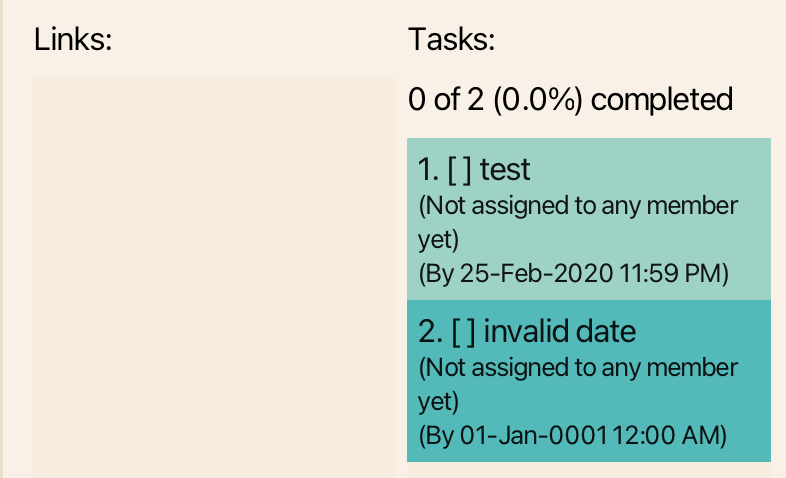 Links:
Tasks:
0 of 2 (0.0%) completed
1. [ ] test
(Not assigned to any member
yet)
(By 25-Feb-2020 11:59 PM)
2. [ ] invalid date
(Not assigned to any member
yet)
(By 01-Jan-0001 12:00 AM)